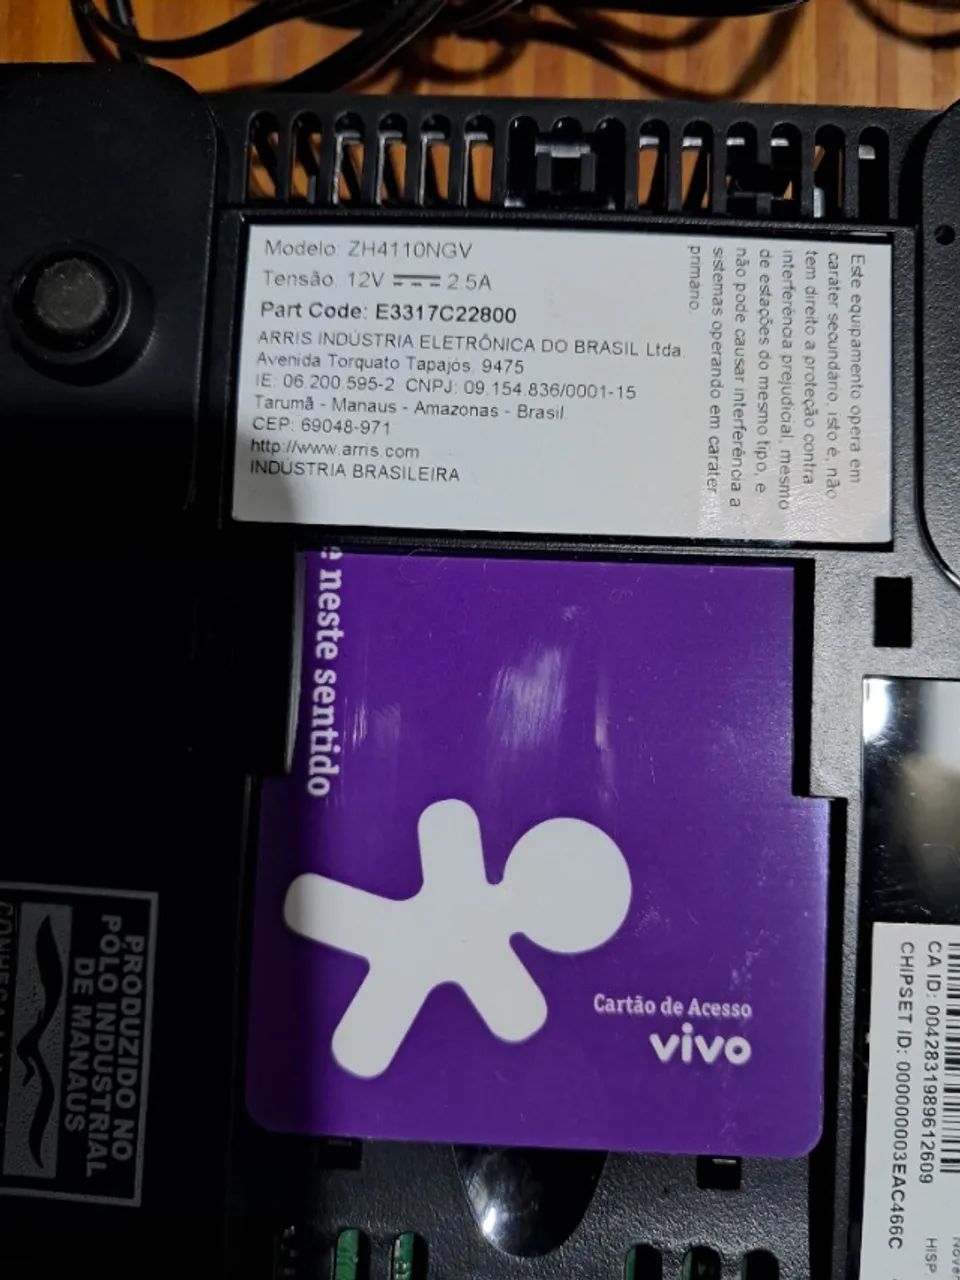 Modelo: ZH4110NGV
Tensão: 12V 2.5A
Part Code: E3317C22800
ARRIS INDÚSTRIA ELETRÔNICA DO BRASIL Ltda.
Avenida Torquato Tapajós, 9475
IE: 06.200.595-2 CNPJ: 09.154.836/0001-15
Tarumã - Manaus - Amazonas - Brasil.
CEP: 69048-971
http://www.arris.com
INDÚSTRIA BRASILEIRA
Este equipamento opera em
caráter secundário, isto é, não
tem direito a proteção contra
interferência prejudicial, mesmo
de estações do mesmo tipo, e
não pode causar interferência a
sistemas operando em caráter
primário.
neste sentido
Cartão de Acesso
vivo
PRODUZIDO NO
PÓLO INDUSTRIAL
DE MANAUS
CA ID: 0042831989612609
CHIPSET ID: 000000003EAC466C
HISP